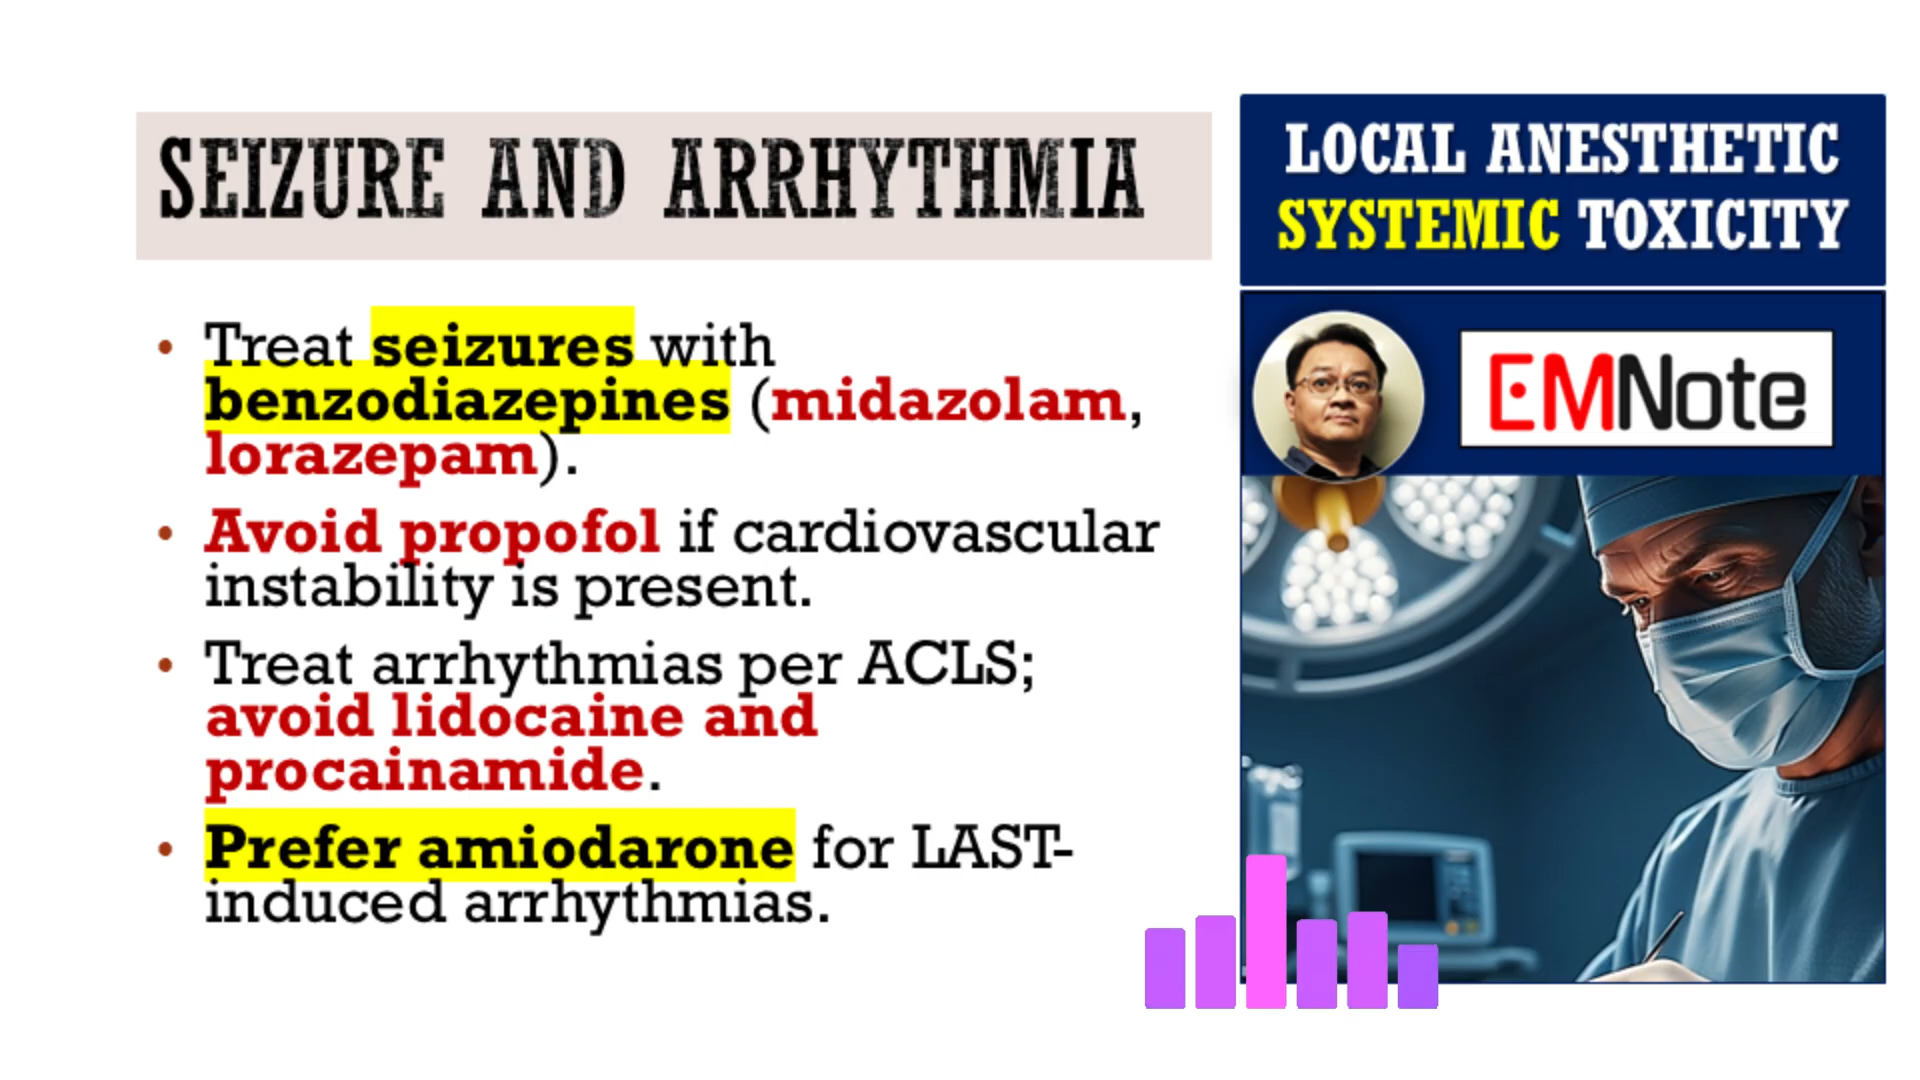 SEIZURE AND ARRHYTHMIA
• Treat seizures with
benzodiazepines (midazolam,
lorazepam).
• Avoid propofol if cardiovascular
instability is present.
• Treat arrhythmias per ACLS;
avoid lidocaine and
procainamide.
• Prefer amiodarone for LAST-
induced arrhythmias.
LOCAL ANESTHETIC
SYSTEMIC TOXICITY
EMNote